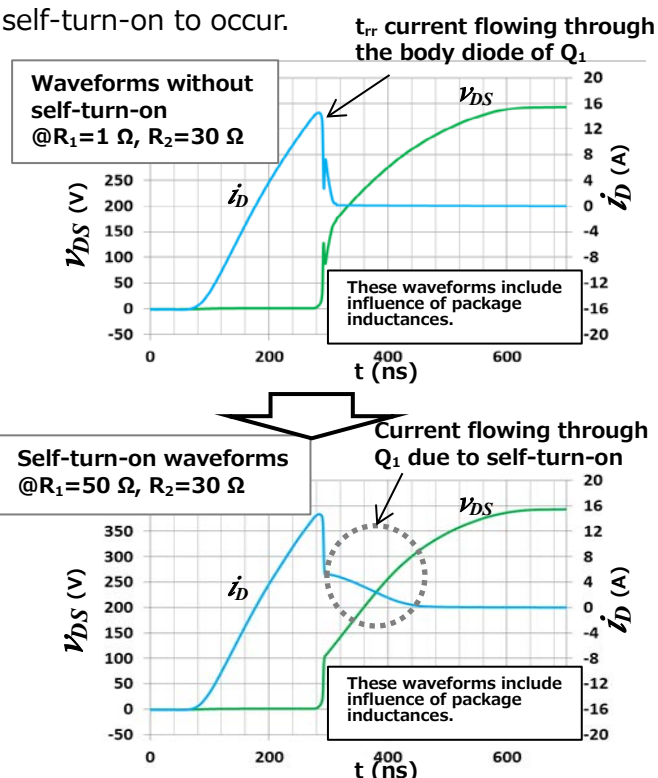 self-turn-on to occur.
trr current flowing through
the body diode of Q1
Waveforms without
self-turn-on
@R1=1 Ω, R2=30 Ω
vDS
iD
vDS (V)
250
200
150
100
50
0
-50
20
16
12
8
4
0
-4
-8
-12
-16
-20
iD (A)
These waveforms include
influence of package
inductances.
0
200
400
600
t (ns)
Current flowing through
Q1 due to self-turn-on
Self-turn-on waveforms
@R1=50 Ω, R2=30 Ω
vDS
iD
vDS (V)
350
300
250
200
150
100
50
0
-50
20
16
12
8
4
0
-4
-8
-12
-16
-20
iD (A)
These waveforms include
influence of package
inductances.
0
200
400
600
t (ns)